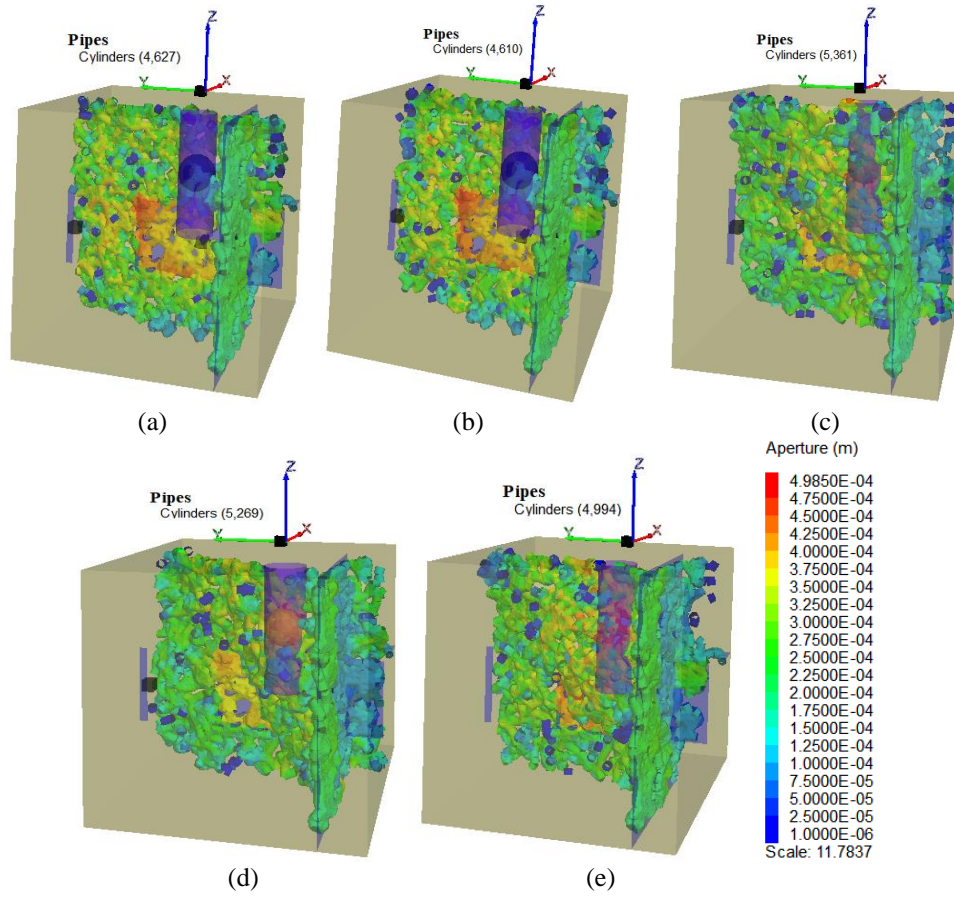 Pipes
Cylinders (4,627)
Z
Y
X
Pipes
Cylinders (4,610)
Z
Y
X
Pipes
Cylinders (5,361)
Z
Y
X
(a)
(b)
(c)
Pipes
Cylinders (5,269)
Z
Y
X
Pipes
Cylinders (4,994)
Z
Y
X
Aperture (m)
4.9850E-04
4.7500E-04
4.5000E-04
4.2500E-04
4.0000E-04
3.7500E-04
3.5000E-04
3.2500E-04
3.0000E-04
2.7500E-04
2.5000E-04
2.2500E-04
2.0000E-04
1.7500E-04
1.5000E-04
1.2500E-04
1.0000E-04
7.5000E-05
5.0000E-05
2.5000E-05
1.0000E-06
Scale: 11.7837
(d)
(e)